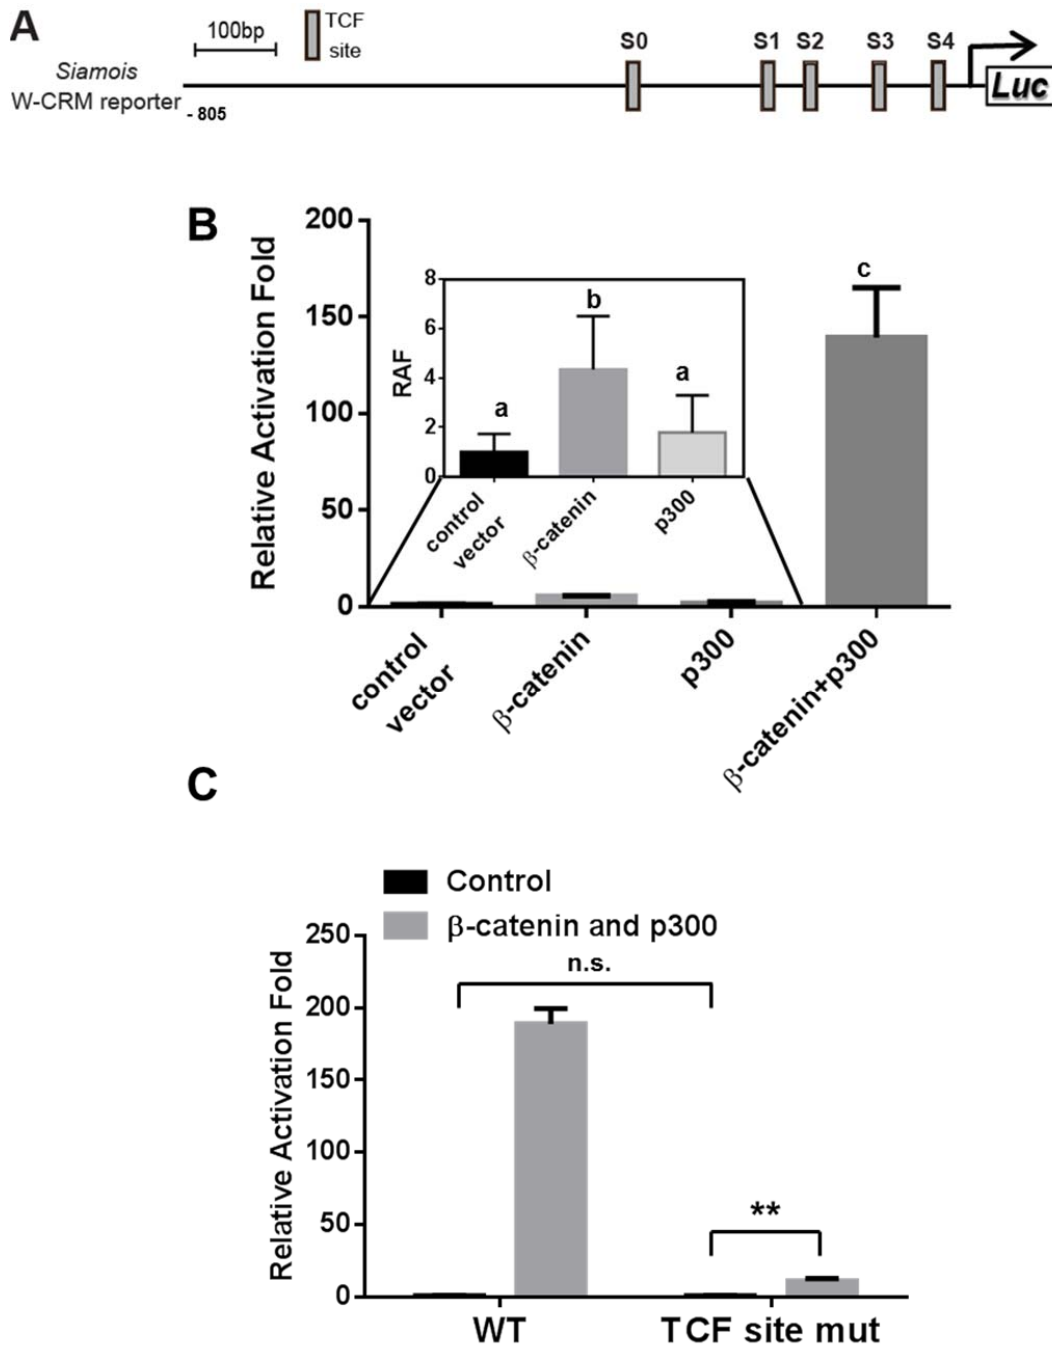 A
100bp
TCF
site
S0 S1 S2 S3 S4
Siamois
W-CRM reporter
- 805
Luc
B
Relative Activation Fold
200
150
100
50
0
RAF
8
6
4
2
0
a
b
a
c
control
vector
β-catenin
p300
control
vector
β-catenin
p300
β-catenin+p300
C
Control
β-catenin and p300
Relative Activation Fold
250
200
150
100
50
0
n.s.
**
WT
TCF site mut